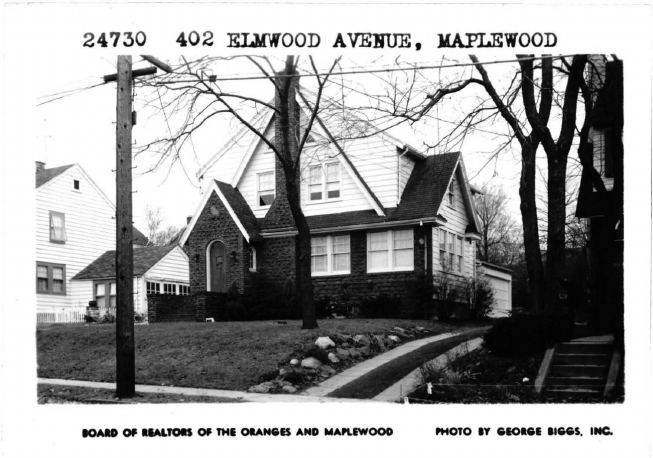 24730 402 ELMWOOD AVENUE, MAPLEWOOD
BOARD OF REALTORS OF THE ORANGES AND MAPLEWOOD PHOTO BY GEORGE BIGGS, INC.